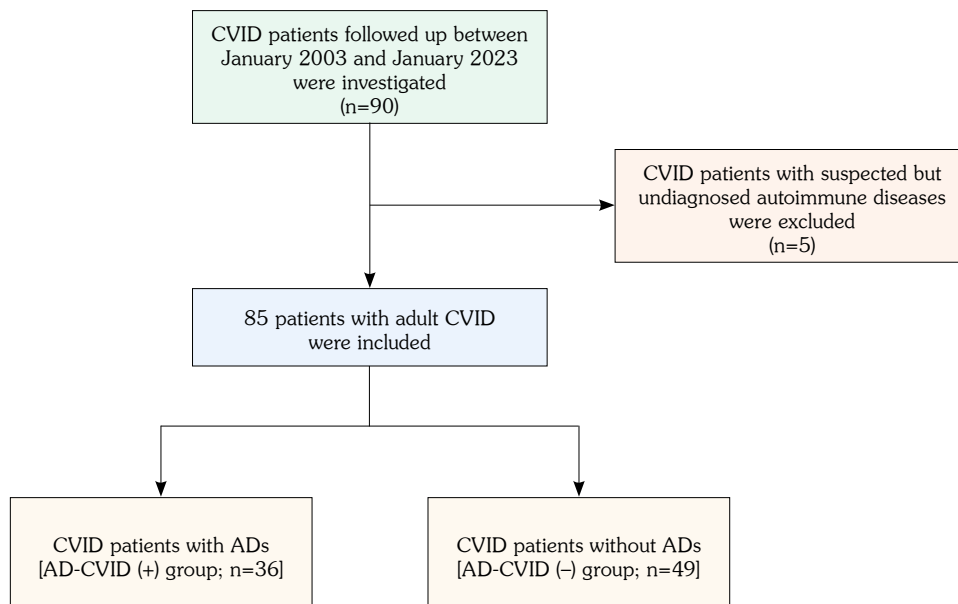 CVID patients followed up between
January 2003 and January 2023
were investigated
(n=90)
CVID patients with suspected but
undiagnosed autoimmune diseases
were excluded
(n=5)
85 patients with adult CVID
were included
CVID patients with ADs
[AD-CVID (+) group; n=36]
CVID patients without ADs
[AD-CVID (–) group; n=49]